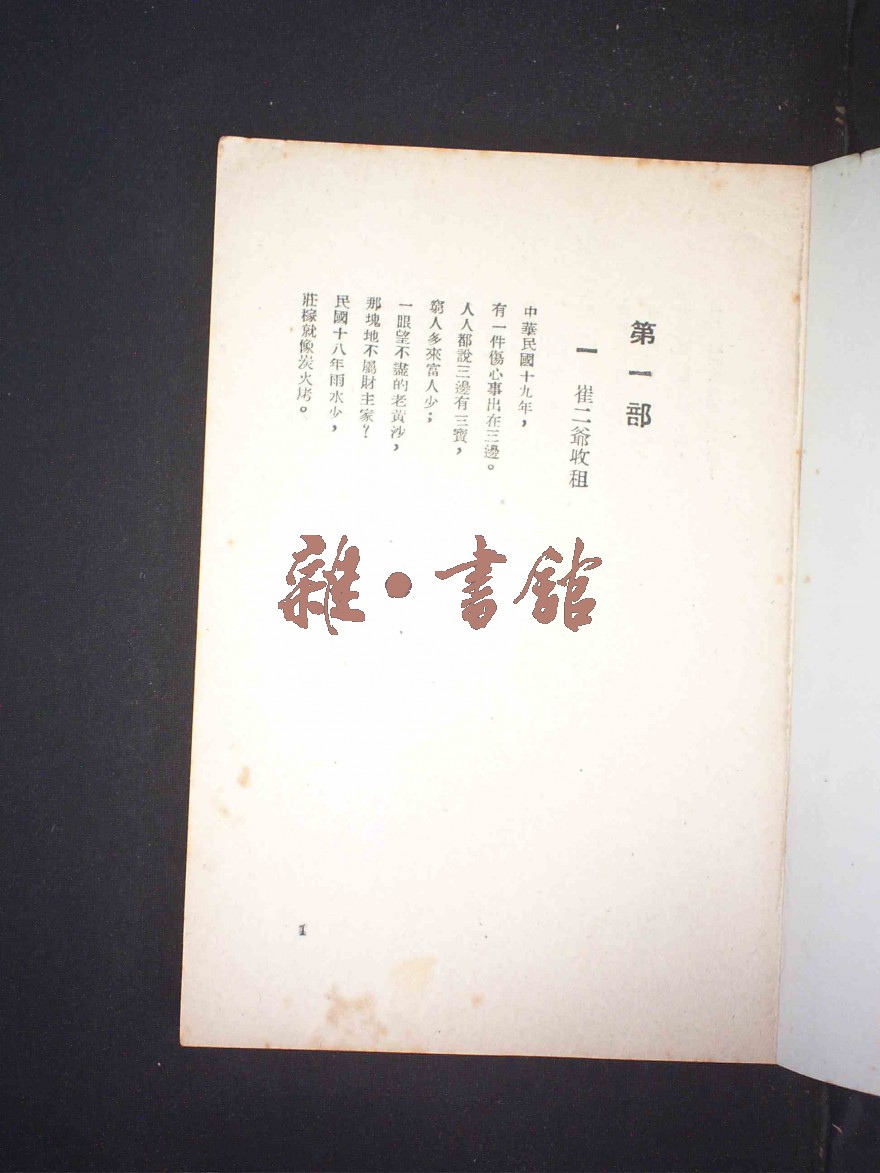 第一部
一 崔二爺收租
中華民國十九年，
有一件傷心事出在三邊。
人人都說三邊有三寶，
窮人多來富人少；
一眼望不盡的老黃沙，
那塊地不屬財主家？
民國十八年雨水少，
莊稼就像炭火烤。
1
雜·書館